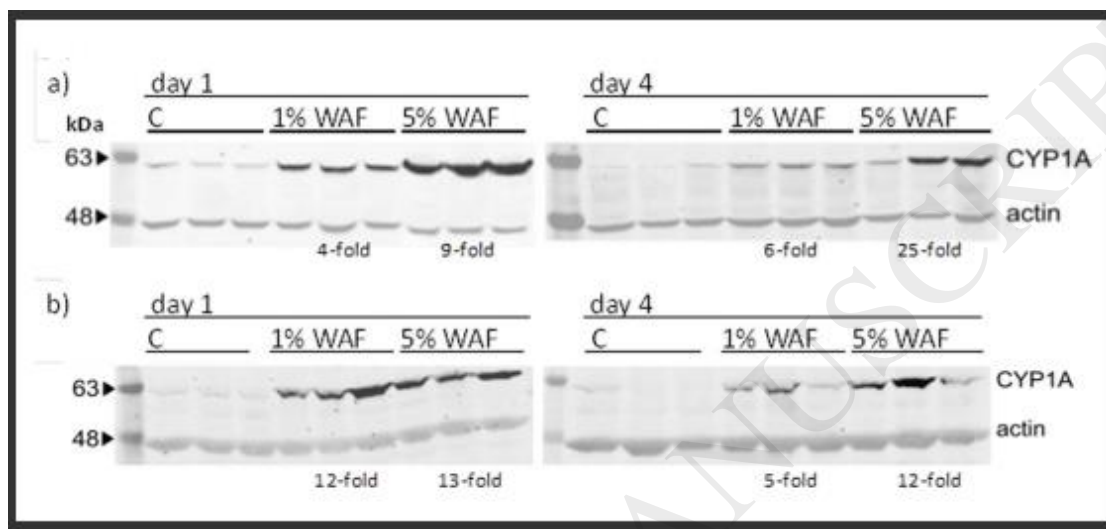 a) day 1 day 4
kDa C 1% WAF 5% WAF C 1% WAF 5% WAF
63 CYP1A
48 actin
4-fold 9-fold 6-fold 25-fold
b) day 1 day 4
C 1% WAF 5% WAF C 1% WAF 5% WAF
63 CYP1A
48 actin
12-fold 13-fold 5-fold 12-fold